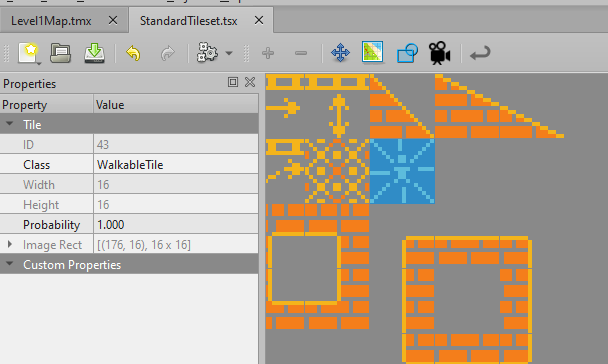 Level1Map.tmx StandardTileset.tsx
Properties
Property Value
Tile
ID 43
Class WalkableTile
Width 16
Height 16
Probability 1.000
Image Rect [(176, 16), 16 x 16]
Custom Properties